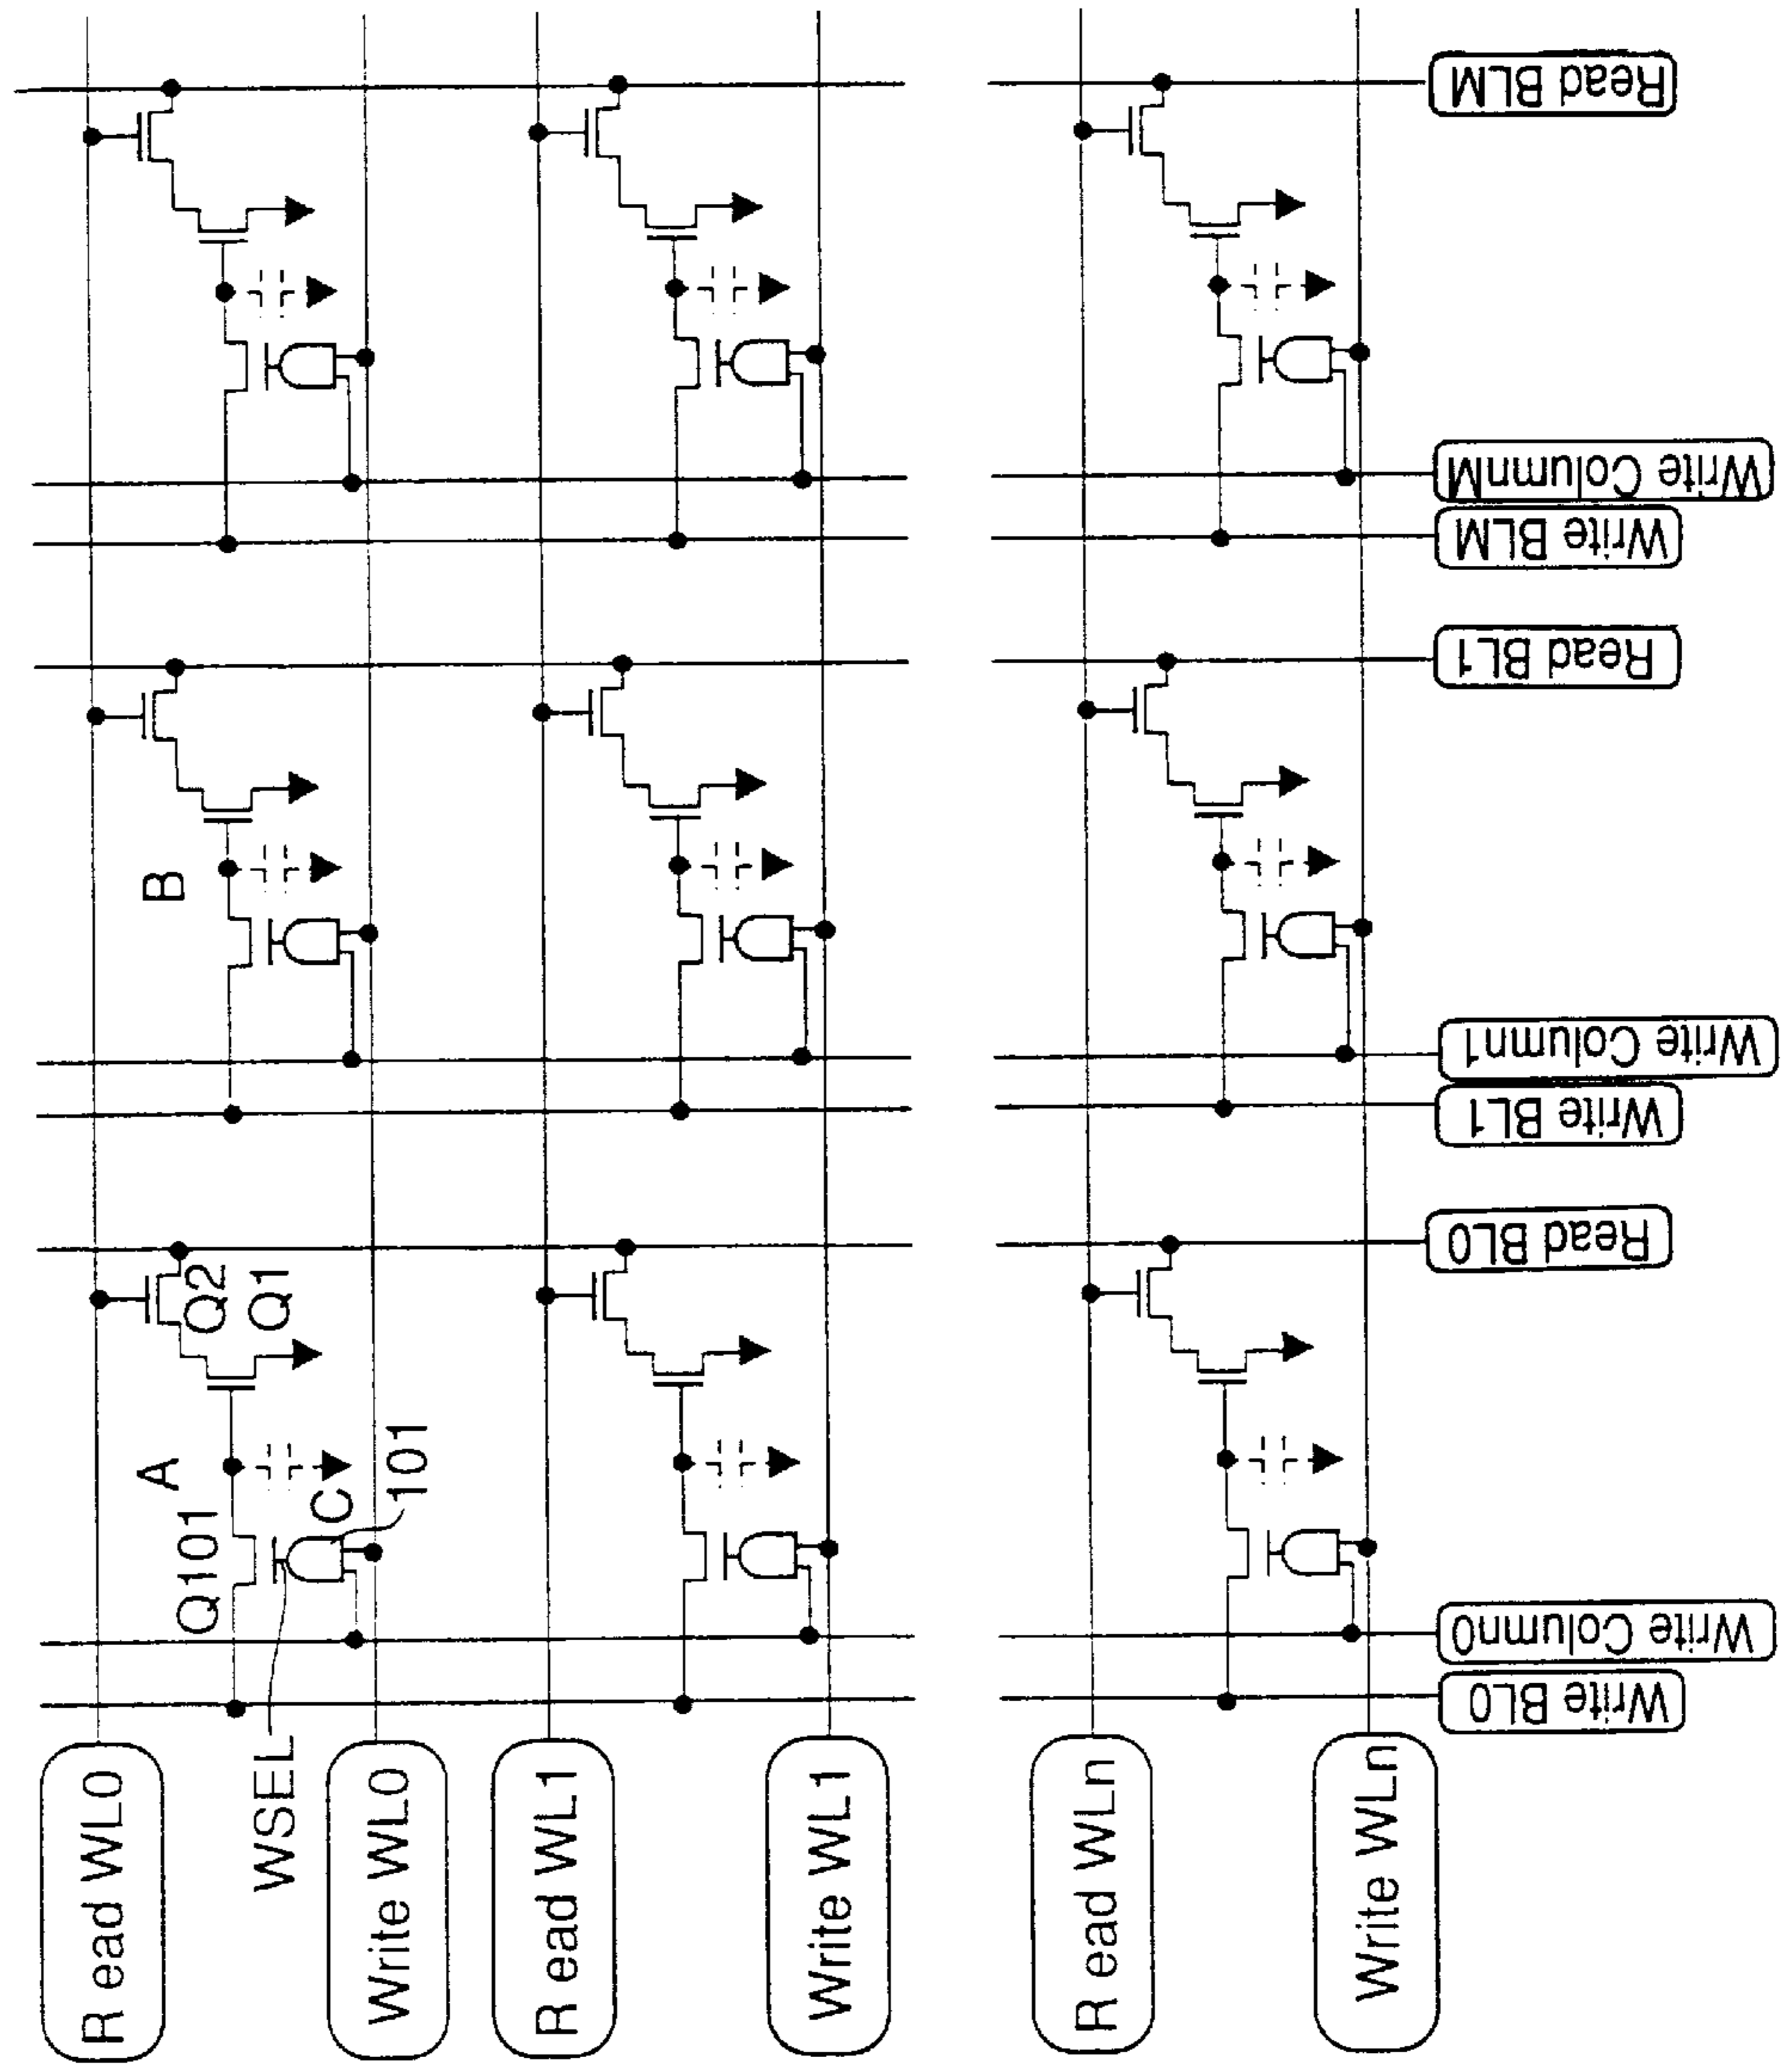 R ead WL0
WSEL
Write WL0
R ead WL1
Write WL1
R ead WLn
Write WLn
Q101
A
C
101
Q2
Q1
B
Write BL0
Write Column0
Read BL0
Write BL1
Write Column1
Read BL1
Write BLM
Write ColumnM
Read BLM